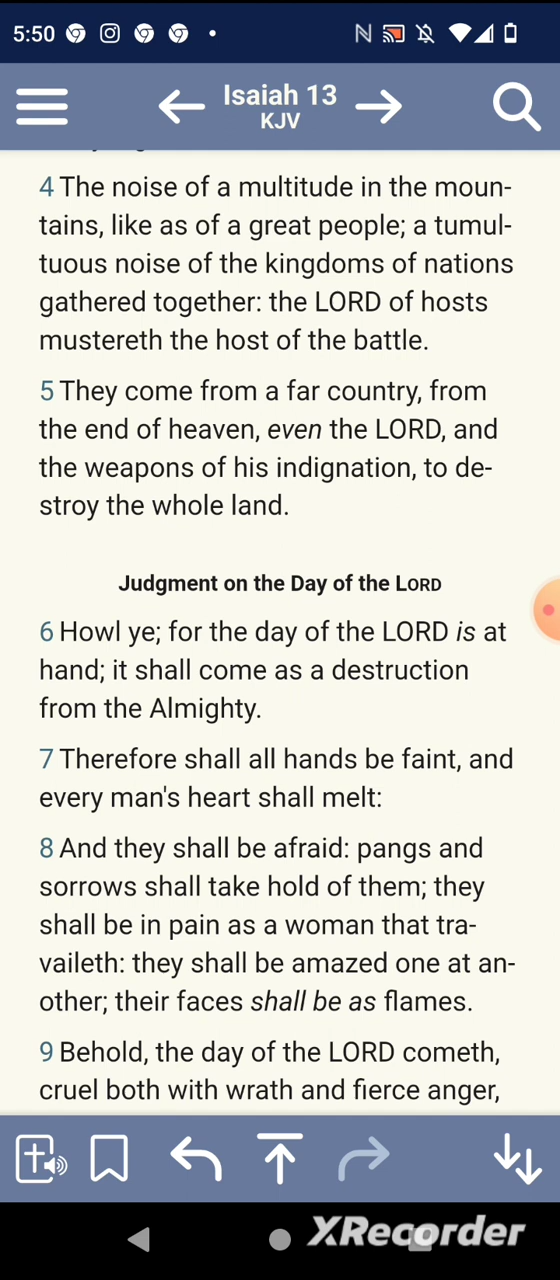 5:50
Isaiah 13
KJV
4 The noise of a multitude in the moun-
tains, like as of a great people; a tumul-
tuous noise of the kingdoms of nations
gathered together: the LORD of hosts
mustereth the host of the battle.
5 They come from a far country, from
the end of heaven, even the LORD, and
the weapons of his indignation, to de-
stroy the whole land.
Judgment on the Day of the LORD
6 Howl ye; for the day of the LORD is at
hand; it shall come as a destruction
from the Almighty.
7 Therefore shall all hands be faint, and
every man's heart shall melt:
8 And they shall be afraid: pangs and
sorrows shall take hold of them; they
shall be in pain as a woman that tra-
vaileth: they shall be amazed one at an-
other; their faces shall be as flames.
9 Behold, the day of the LORD cometh,
cruel both with wrath and fierce anger,
XRecorder